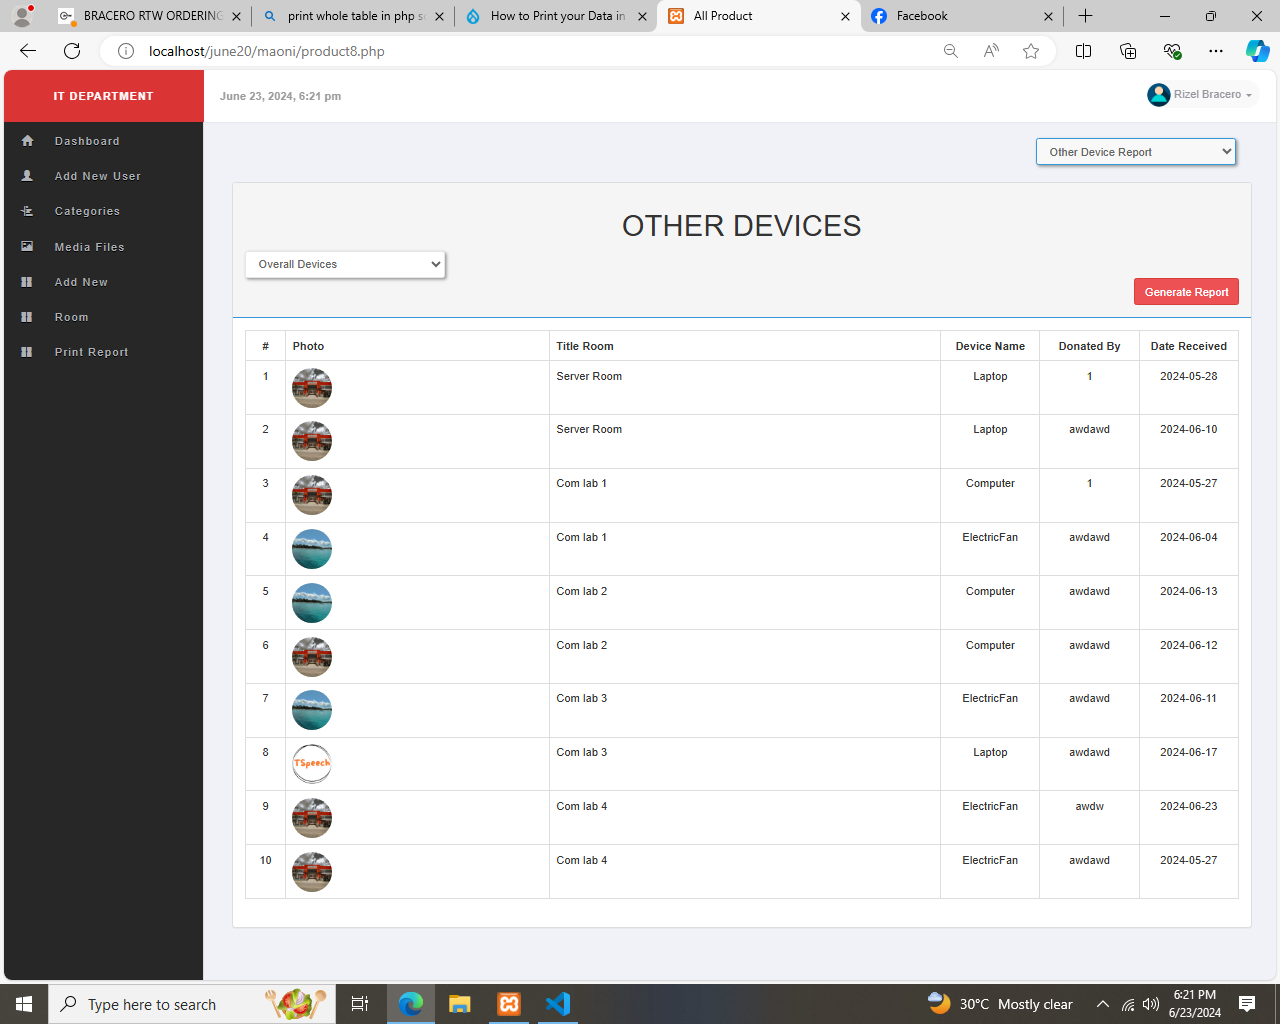 BRACERO RTW ORDERING
print whole table in php so
How to Print your Data in
All Product
Facebook
localhost/june20/maoni/product8.php
IT DEPARTMENT
June 23, 2024, 6:21 pm
Rizel Bracero
Dashboard
Add New User
Categories
Media Files
Add New
Room
Print Report
Other Device Report
OTHER DEVICES
Overall Devices
Generate Report
# Photo Title Room Device Name Donated By Date Received
1 Server Room Laptop 1 2024-05-28
2 Server Room Laptop awdawd 2024-06-10
3 Com lab 1 Computer 1 2024-05-27
4 Com lab 1 ElectricFan awdawd 2024-06-04
5 Com lab 2 Computer awdawd 2024-06-13
6 Com lab 2 Computer awdawd 2024-06-12
7 Com lab 3 ElectricFan awdawd 2024-06-11
8 TSpeech Com lab 3 Laptop awdawd 2024-06-17
9 Com lab 4 ElectricFan awdw 2024-06-23
10 Com lab 4 ElectricFan awdawd 2024-05-27
Type here to search
30°C Mostly clear
6:21 PM
6/23/2024